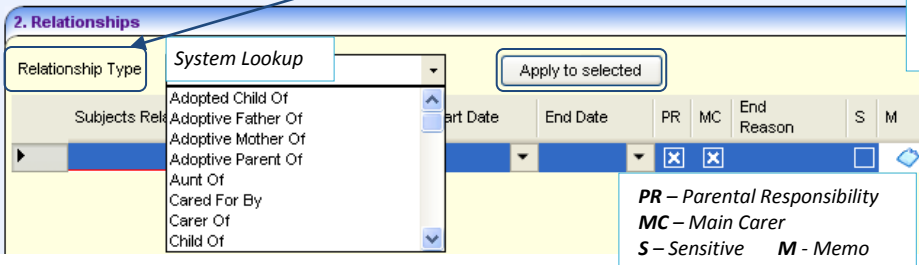 2. Relationships
Relationship Type
System Lookup
Apply to selected
Subjects Rela
art Date
End Date
PR
MC
End
Reason
S
M
Adopted Child Of
Adoptive Father Of
Adoptive Mother Of
Adoptive Parent Of
Aunt Of
Cared For By
Carer Of
Child Of
PR – Parental Responsibility
MC – Main Carer
S – Sensitive M - Memo